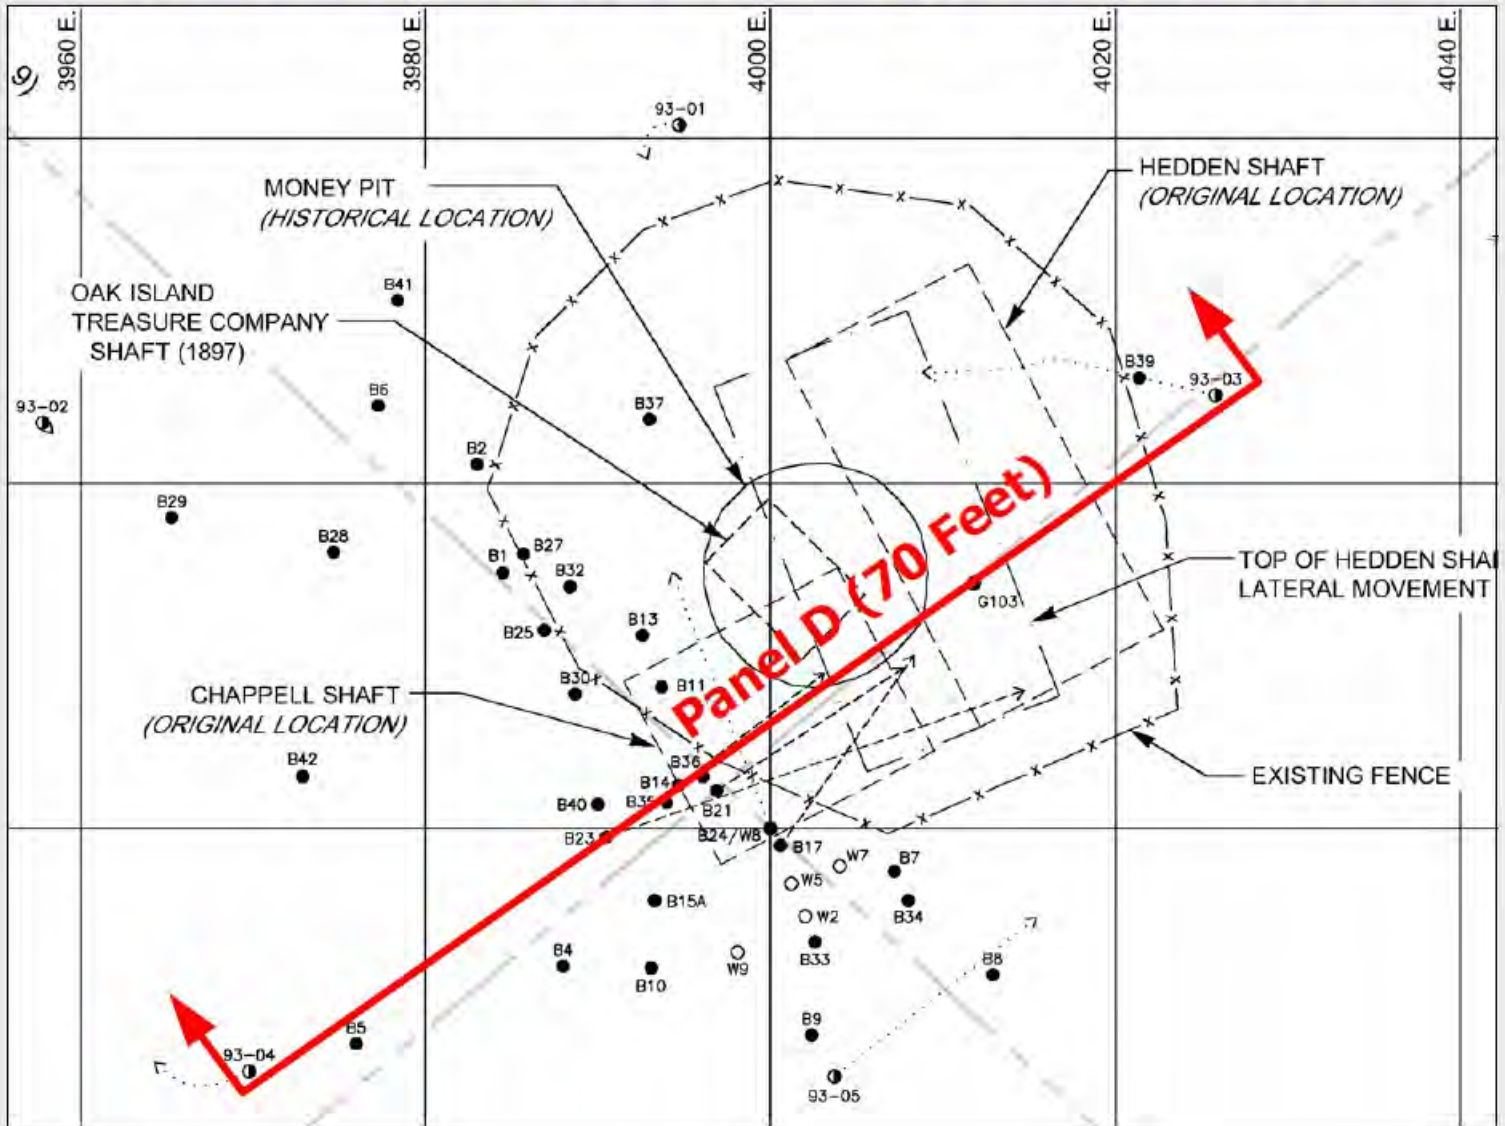 3960 E.
3980 E.
4000 E.
4020 E.
4040 E.
9)
93-01
MONEY PIT
(HISTORICAL LOCATION)
HEDDEN SHAFT
(ORIGINAL LOCATION)
OAK ISLAND
TREASURE COMPANY
SHAFT (1897)
B41
B6
93-02
B37
B39
93-03
B2
B29
B28
B1
B27
B32
B25
B13
B30
B11
G103
TOP OF HEDDEN SHA
LATERAL MOVEMENT
Panel D (70 Feet)
CHAPPELL SHAFT
(ORIGINAL LOCATION)
B42
B36
B14
B40
B35
B21
B23
B24/W8
B17
EXISTING FENCE
W7
B7
W5
B15A
W2
B34
B4
B10
W9
B33
B8
B5
B9
93-04
93-05